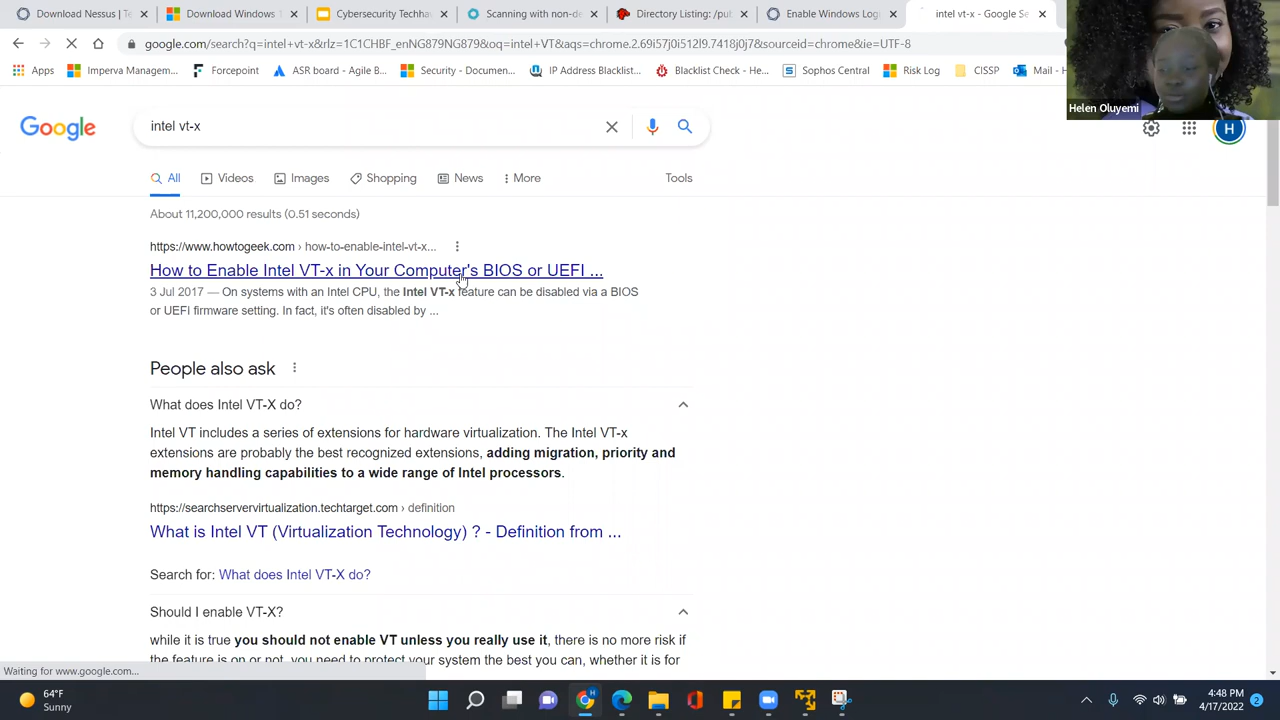 Download Nessus | Te
Download Windows 1
Cybersecurity Techha
Scanning with non-de
Directory Listing: /pu
Enable Windows Log
intel vt-x - Google Se
google.com/search?q=intel+vt-x&rlz=1C1CHBF_enNG879NG879&oq=intel+VT&aqs=chrome.2.69i57j0i512l9.7418j0j7&sourceid=chrome&ie=UTF-8
Apps
Imperva Managem...
Forcepoint
ASR board - Agile B...
Security - Documen...
IP Address Blacklist...
Blacklist Check - He...
Sophos Central
Risk Log
CISSP
Mail - H
Helen Oluyemi
Google
intel vt-x
H
All
Videos
Images
Shopping
News
More
Tools
About 11,200,000 results (0.51 seconds)
https://www.howtogeek.com › how-to-enable-intel-vt-x...
How to Enable Intel VT-x in Your Computer's BIOS or UEFI ...
3 Jul 2017 — On systems with an Intel CPU, the Intel VT-x feature can be disabled via a BIOS
or UEFI firmware setting. In fact, it's often disabled by ...
People also ask
What does Intel VT-X do?
Intel VT includes a series of extensions for hardware virtualization. The Intel VT-x
extensions are probably the best recognized extensions, adding migration, priority and
memory handling capabilities to a wide range of Intel processors.
https://searchservervirtualization.techtarget.com › definition
What is Intel VT (Virtualization Technology) ? - Definition from ...
Search for: What does Intel VT-X do?
Should I enable VT-X?
while it is true you should not enable VT unless you really use it, there is no more risk if
the feature is on or not. you need to protect your system the best you can, whether it is for
Waiting for www.google.com...
64°F
Sunny
H
4:48 PM
4/17/2022
2